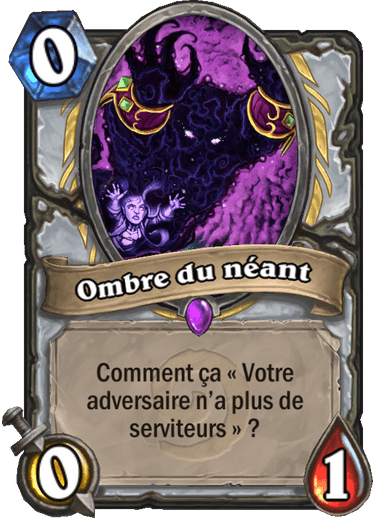 0
Ombre du néant
Comment ça « Votre
adversaire n’a plus de
serviteurs » ?
0
1